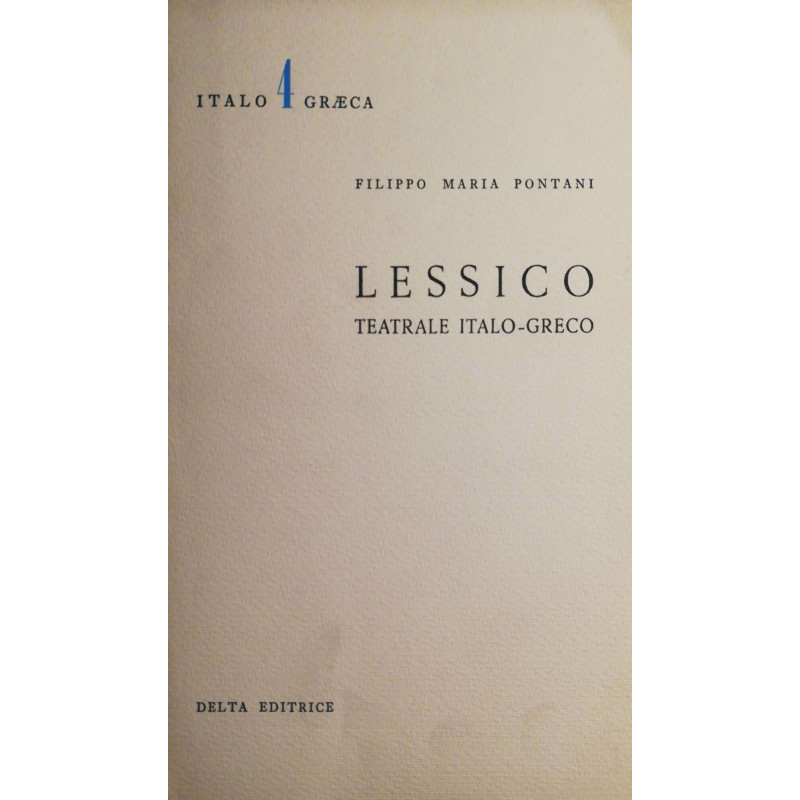 ITALO 4 GRÆCA
FILIPPO MARIA PONTANI
LESSICO
TEATRALE ITALO-GRECO
DELTA EDITRICE